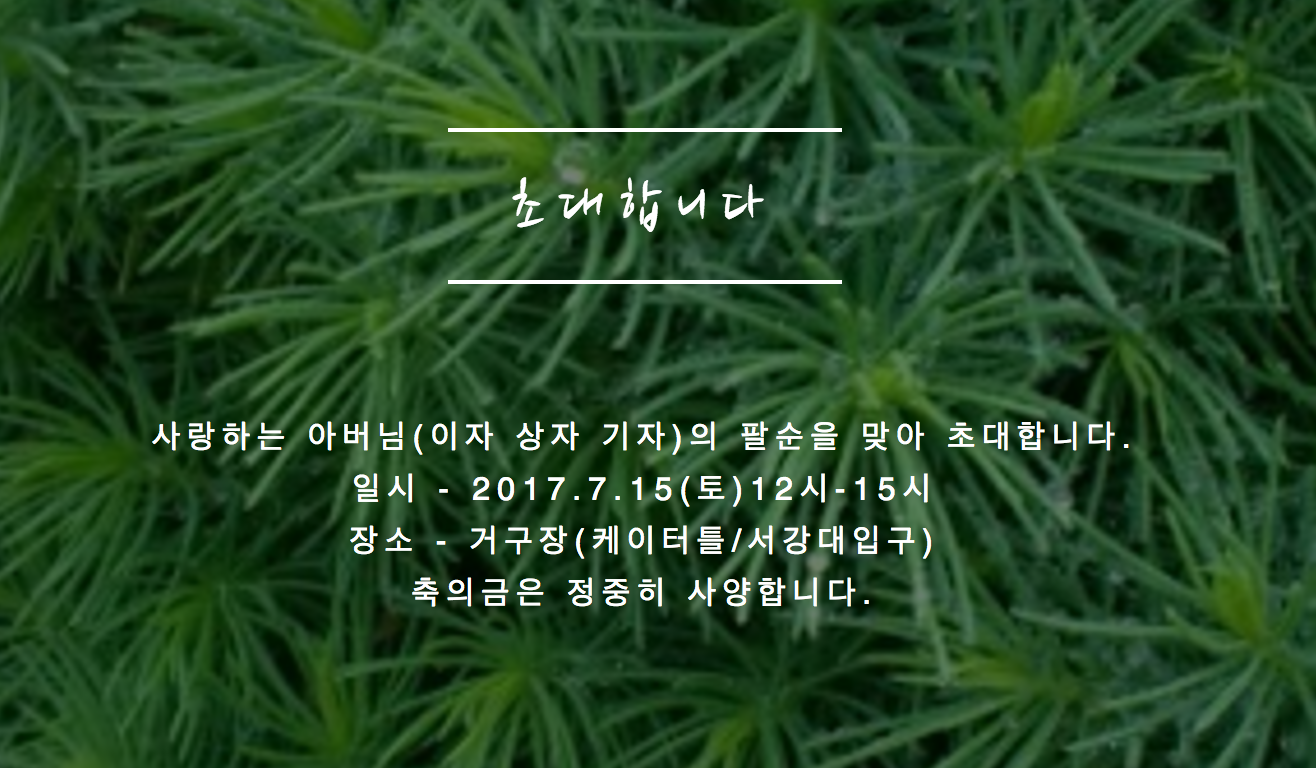 초대합니다
사랑하는 아버님(이자 상자 기자)의 팔순을 맞아 초대합니다.
일시 - 2017.7.15(토)12시-15시
장소 - 거구장(케이터틀/서강대입구)
축의금은 정중히 사양합니다.